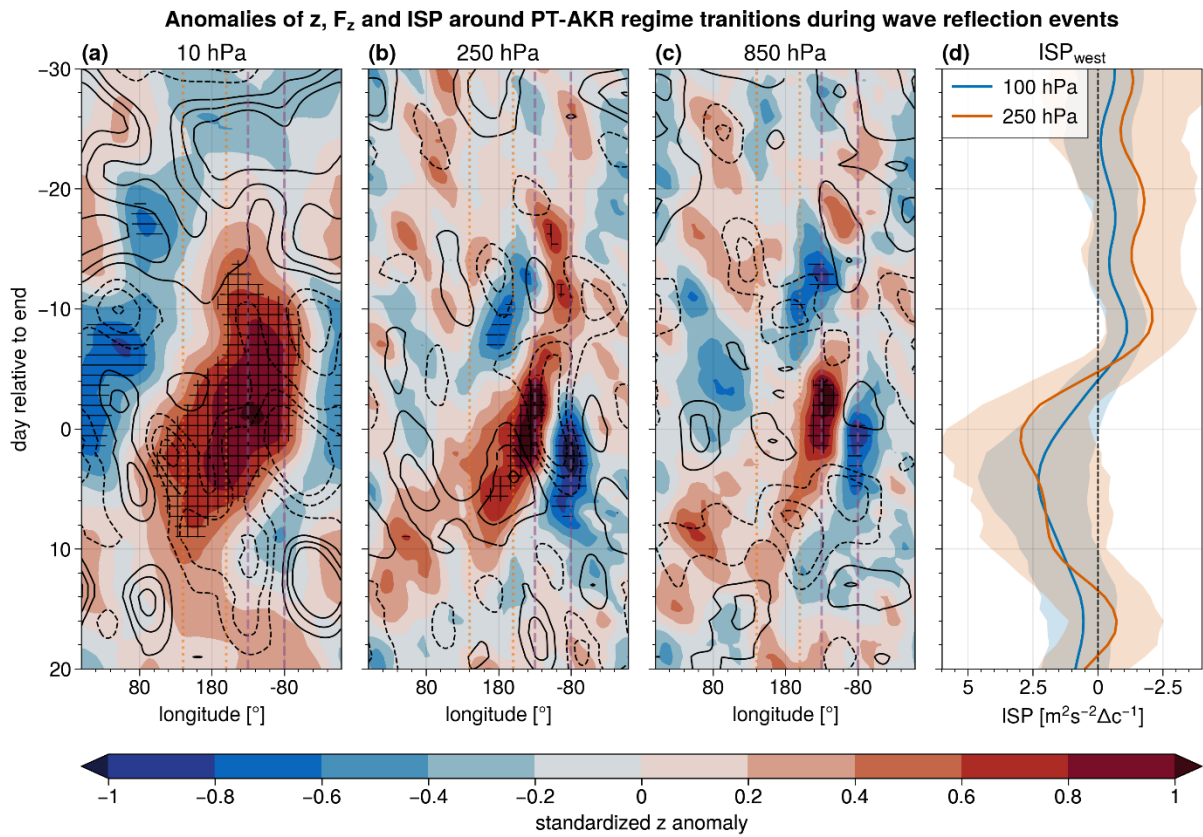 Anomalies of z, F_z and ISP around PT-AKR regime tranitions during wave reflection events
(a) 10 hPa (b) 250 hPa (c) 850 hPa (d) ISP_west
−30
−20
−10
0
10
20
day relative to end
100 hPa
250 hPa
80 180 -80 80 180 -80 80 180 -80 5 2.5 0 −2.5
longitude [°] longitude [°] longitude [°] ISP [m²s⁻²Δc⁻¹]
−1 −0.8 −0.6 −0.4 −0.2 0 0.2 0.4 0.6 0.8 1
standardized z anomaly